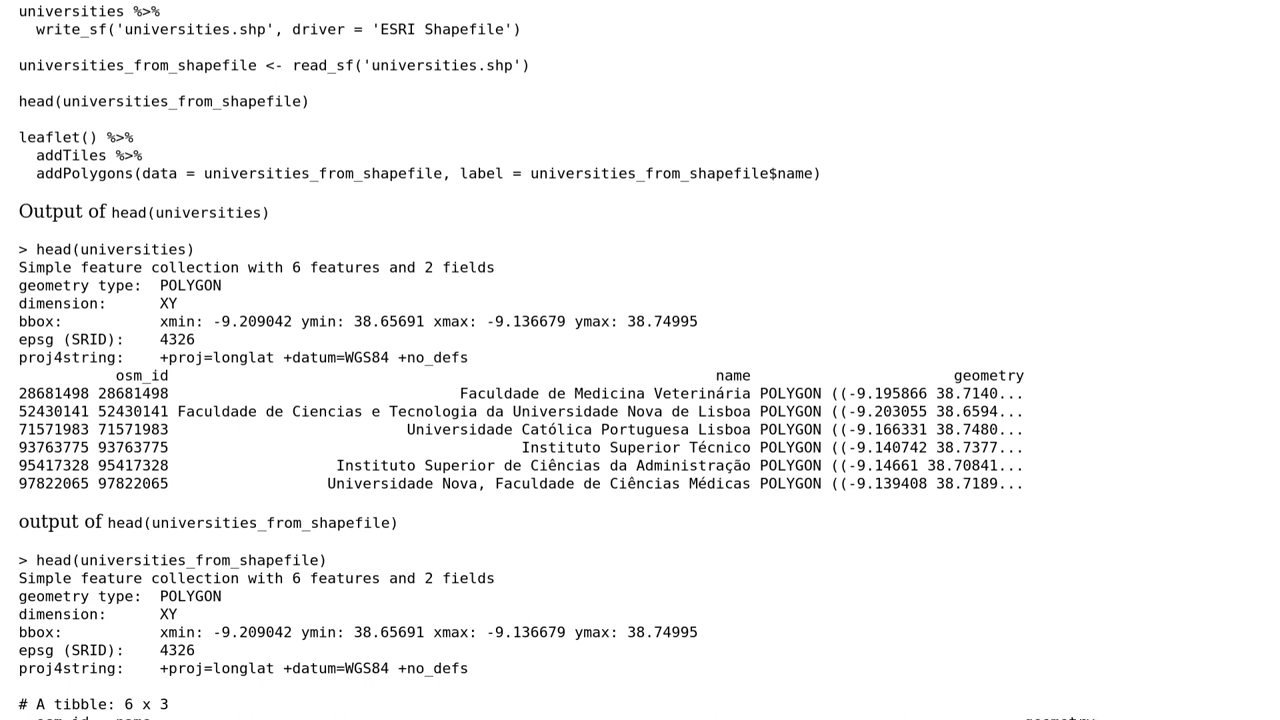 universities %>%
  write_sf('universities.shp', driver = 'ESRI Shapefile')
universities_from_shapefile <- read_sf('universities.shp')
head(universities_from_shapefile)
leaflet() %>%
  addTiles %>%
  addPolygons(data = universities_from_shapefile, label = universities_from_shapefile$name)
Output of head(universities)
> head(universities)
Simple feature collection with 6 features and 2 fields
geometry type:  POLYGON
dimension:      XY
bbox:           xmin: -9.209042 ymin: 38.65691 xmax: -9.136679 ymax: 38.74995
epsg (SRID):    4326
proj4string:    +proj=longlat +datum=WGS84 +no_defs
           osm_id                                                              name                       geometry
28681498 28681498                                 Faculdade de Medicina Veterinária POLYGON ((-9.195866 38.7140...
52430141 52430141 Faculdade de Ciencias e Tecnologia da Universidade Nova de Lisboa POLYGON ((-9.203055 38.6594...
71571983 71571983                           Universidade Católica Portuguesa Lisboa POLYGON ((-9.166331 38.7480...
93763775 93763775                                        Instituto Superior Técnico POLYGON ((-9.140742 38.7377...
95417328 95417328                   Instituto Superior de Ciências da Administração POLYGON ((-9.14661 38.70841...
97822065 97822065                  Universidade Nova, Faculdade de Ciências Médicas POLYGON ((-9.139408 38.7189...
output of head(universities_from_shapefile)
> head(universities_from_shapefile)
Simple feature collection with 6 features and 2 fields
geometry type:  POLYGON
dimension:      XY
bbox:           xmin: -9.209042 ymin: 38.65691 xmax: -9.136679 ymax: 38.74995
epsg (SRID):    4326
proj4string:    +proj=longlat +datum=WGS84 +no_defs
# A tibble: 6 x 3